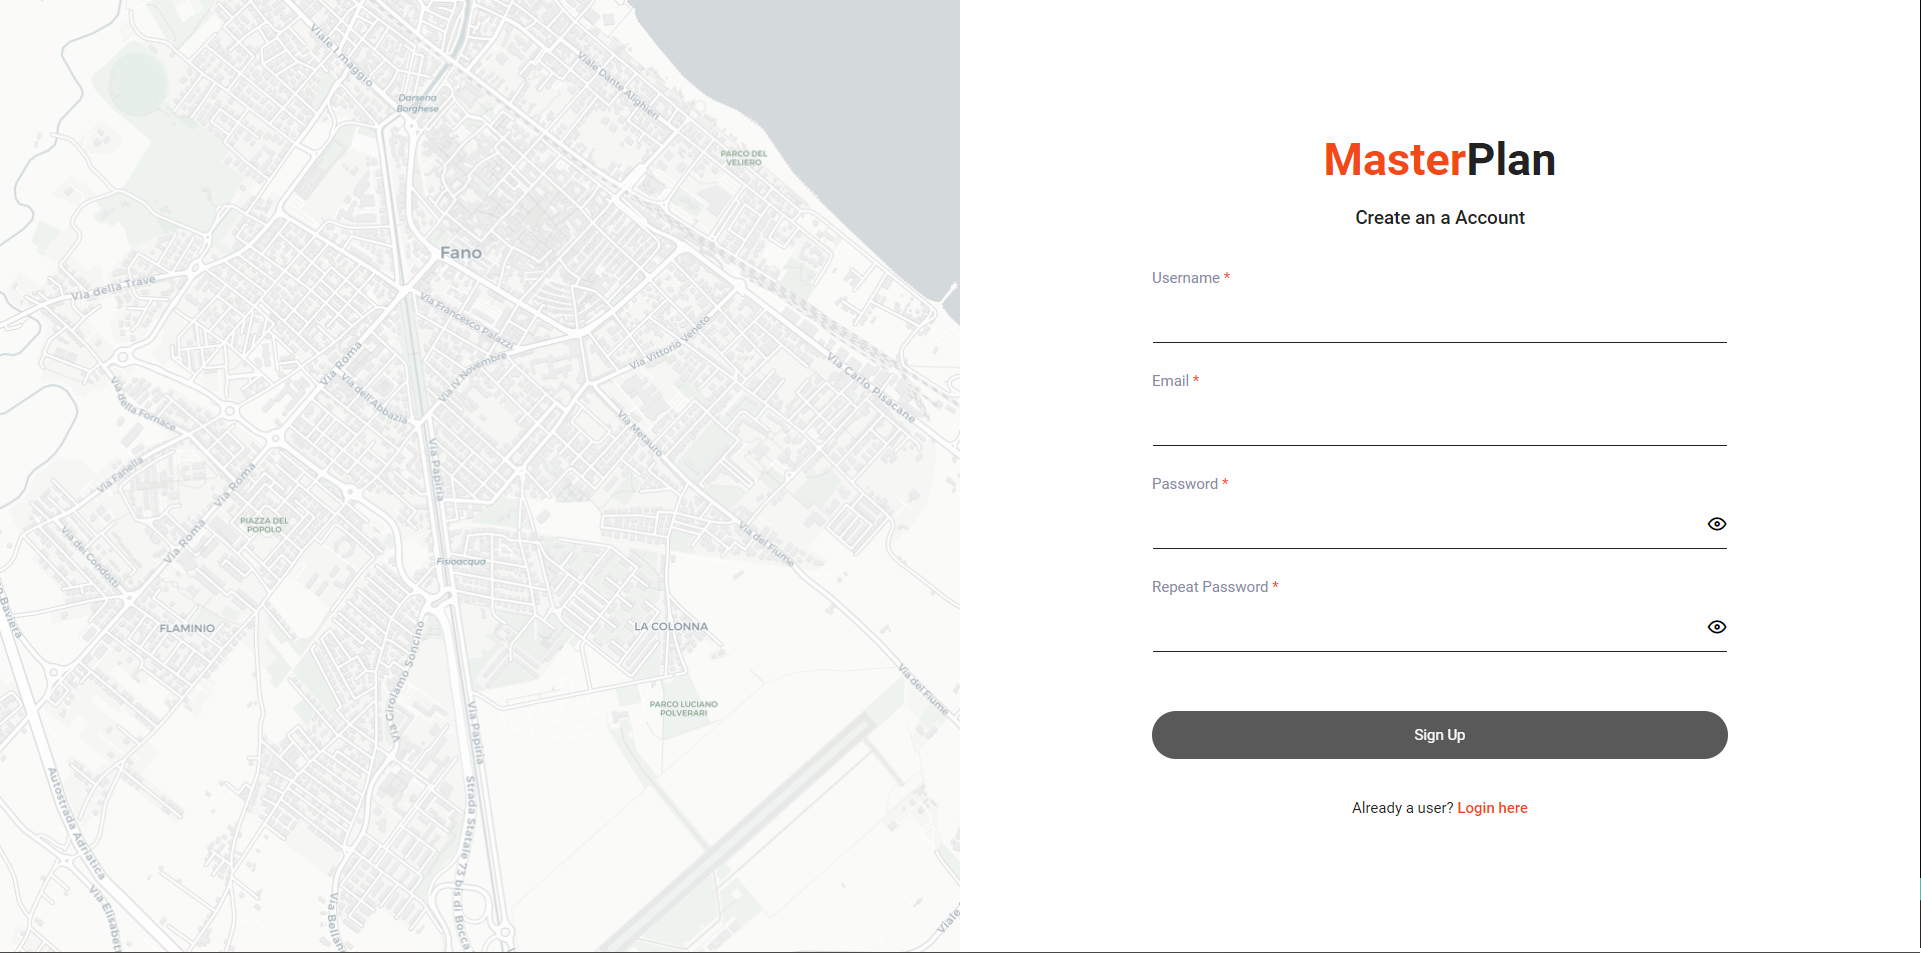 Viale I maggio
Viale Dante Alighieri
Darsena
Borghese
PARCO DEL
VELIERO
Fano
Via della Trave
Via Francesco Palazzi
Via Vittorio Veneto
Via Roma
Via IV Novembre
Via Carlo Pisacane
Via dell'Abbazia
Via della Fornace
Via Metauro
Via Papiria
Via Fanella
Via Roma
PIAZZA DEL
POPOLO
Via Roma
Via dei Condotti
Via del Fiume
Fisioacqua
o Baviera
FLAMINIO
LA COLONNA
Via Girolamo Soncino
Via del Fiume
PARCO LUCIANO
POLVERARI
Via Papiria
Autostrada Adriatica
Strada Statale 73 bis di Bocca
Via Elisabet
Via Bellan
Viale
MasterPlan
Create an a Account
Username *
Email *
Password *
Repeat Password *
Sign Up
Already a user? Login here